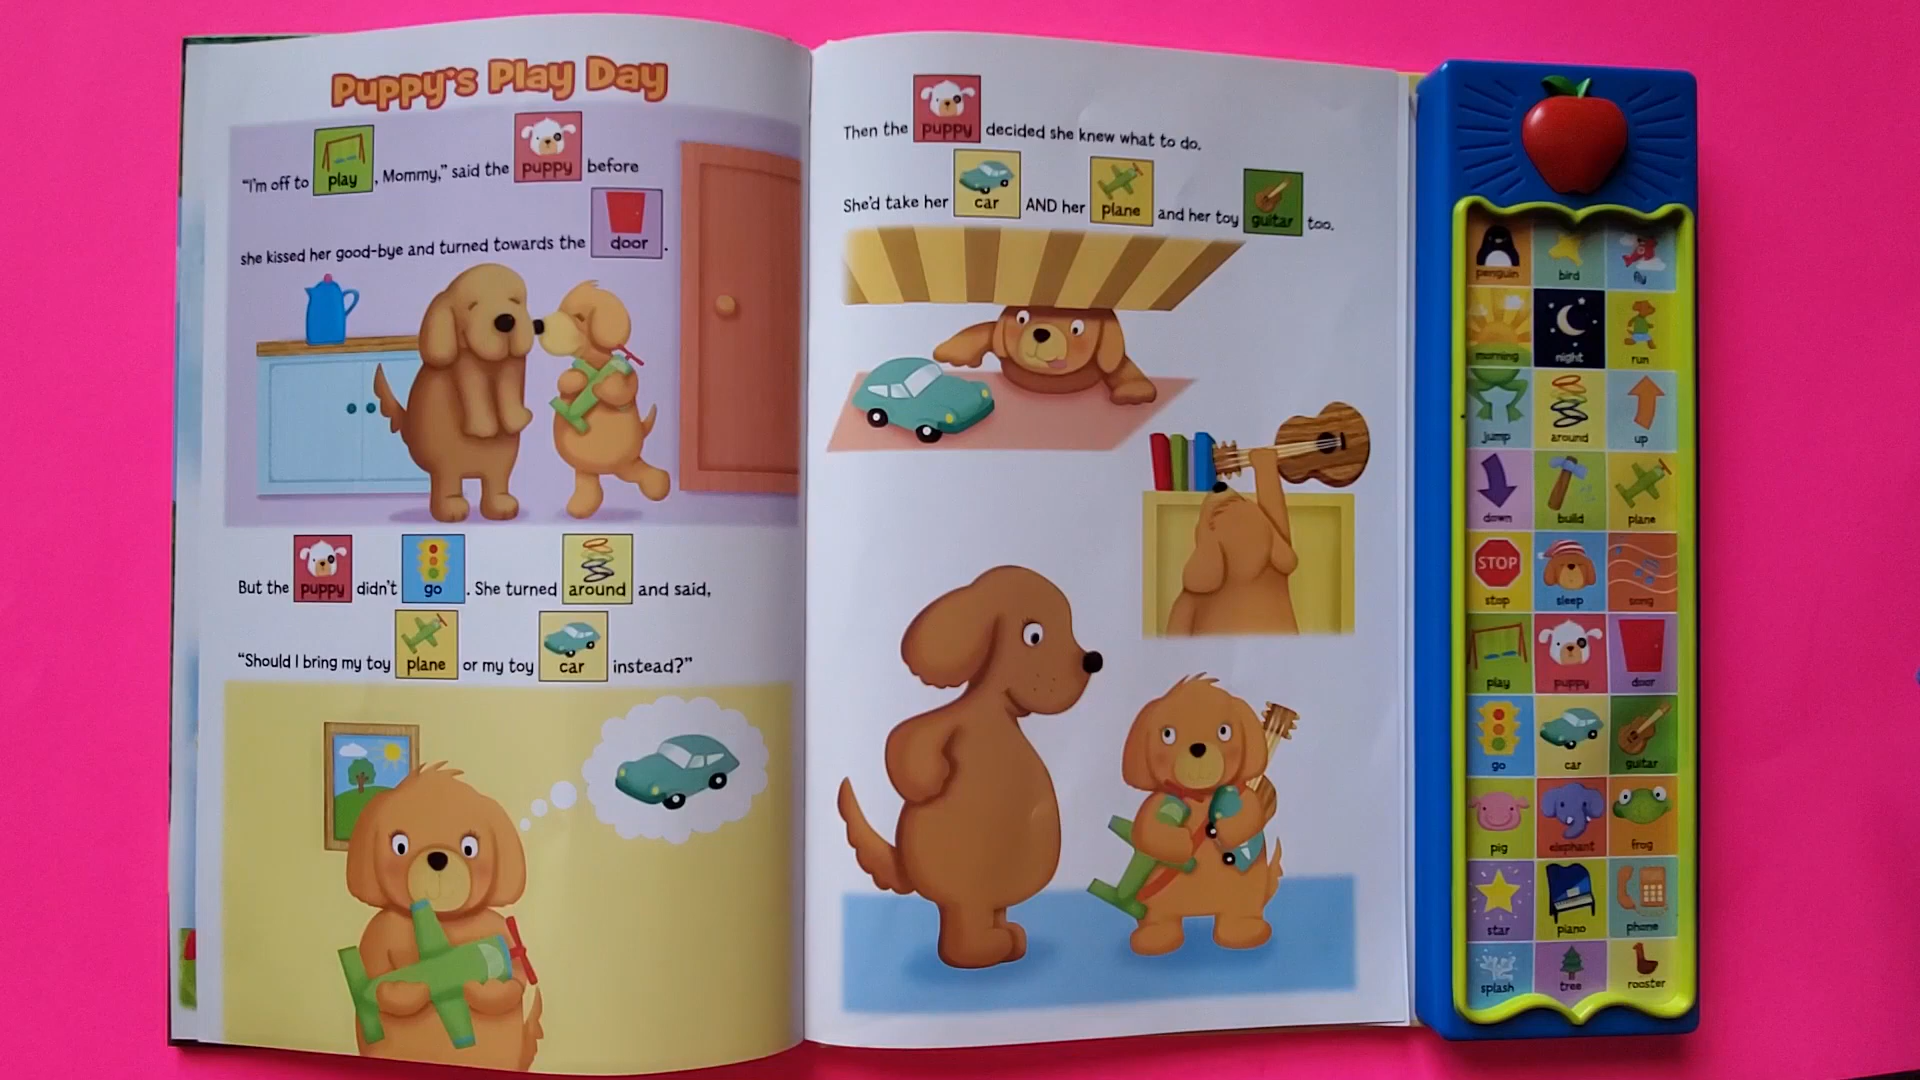 Puppy's Play Day
"I'm off to play, Mommy," said the puppy before
she kissed her good-bye and turned towards the door.
But the puppy didn't go. She turned around and said,
"Should I bring my toy plane or my toy car instead?"
Then the puppy decided she knew what to do.
She'd take her car AND her plane and her toy guitar too.
penguin bird fly
morning night run
jump around up
down build plane
STOP
stop sleep song
play puppy door
go car guitar
pig elephant frog
star piano phone
splash tree rooster